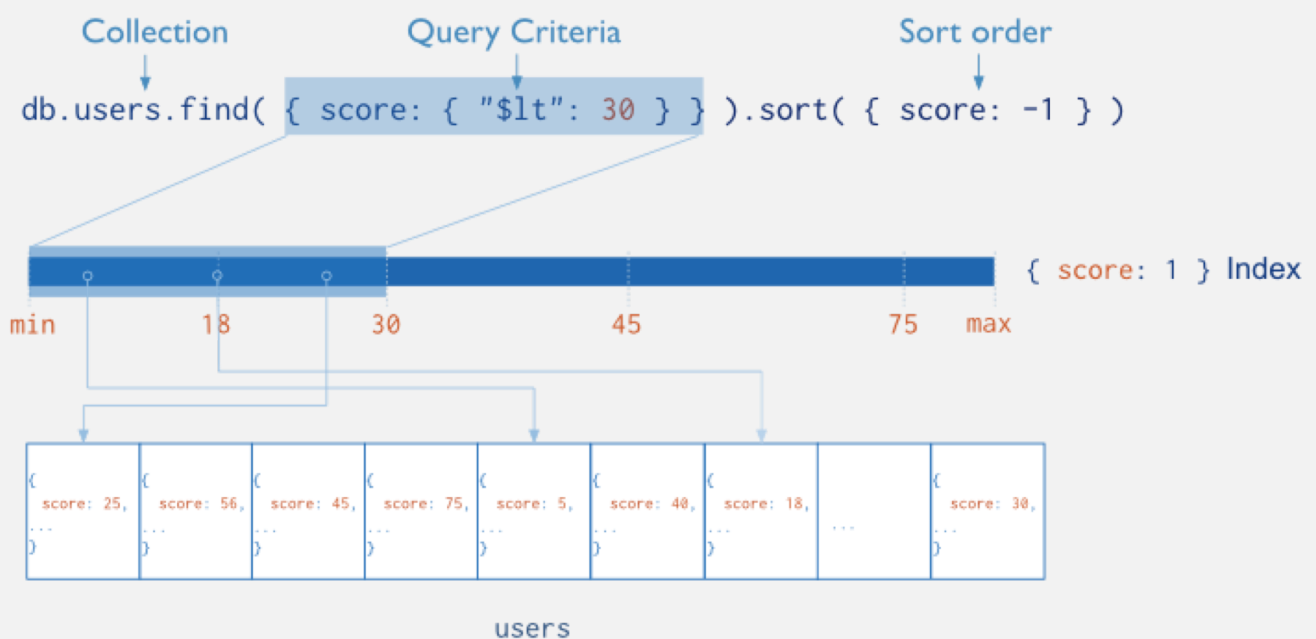 Collection Query Criteria Sort order
db.users.find( { score: { "$lt": 30 } } ).sort( { score: -1 } )
{ score: 1 } Index
min 18 30 45 75 max
{ { { { { { { {
score: 25, score: 56, score: 45, score: 75, score: 5, score: 40, score: 18, score: 30,
... ... ... ... ... ... ... ... ...
} } } } } } } }
users